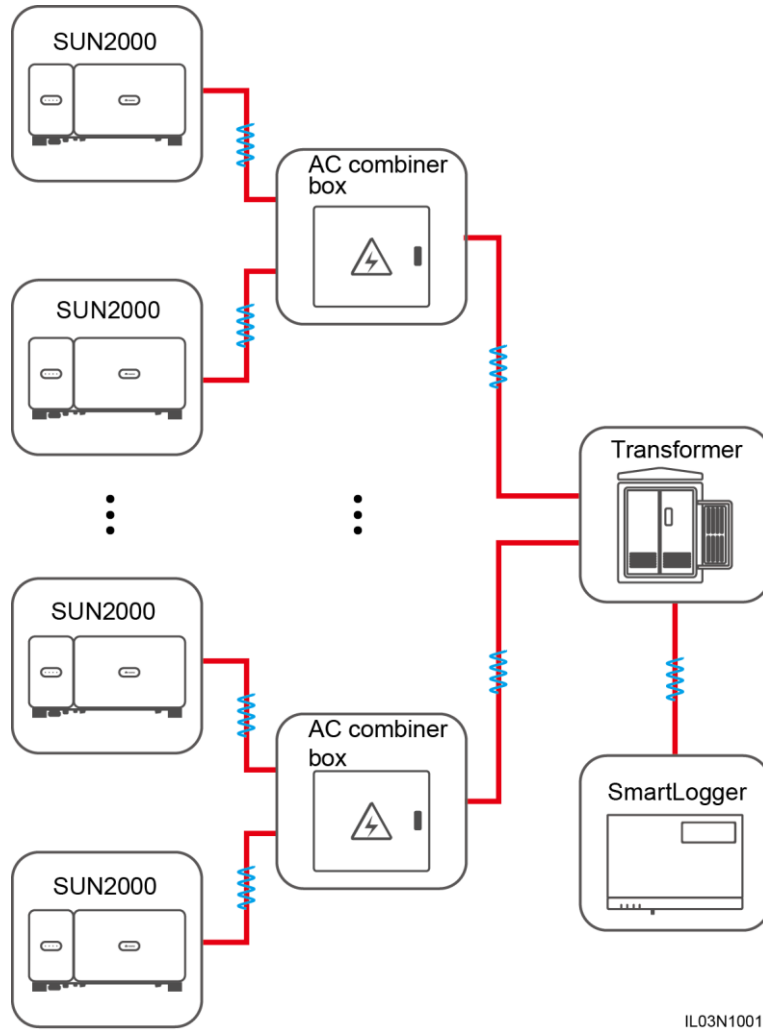 SUN2000
AC combiner
box
SUN2000
Transformer
SUN2000
AC combiner
box
SmartLogger
SUN2000
IL03N1001